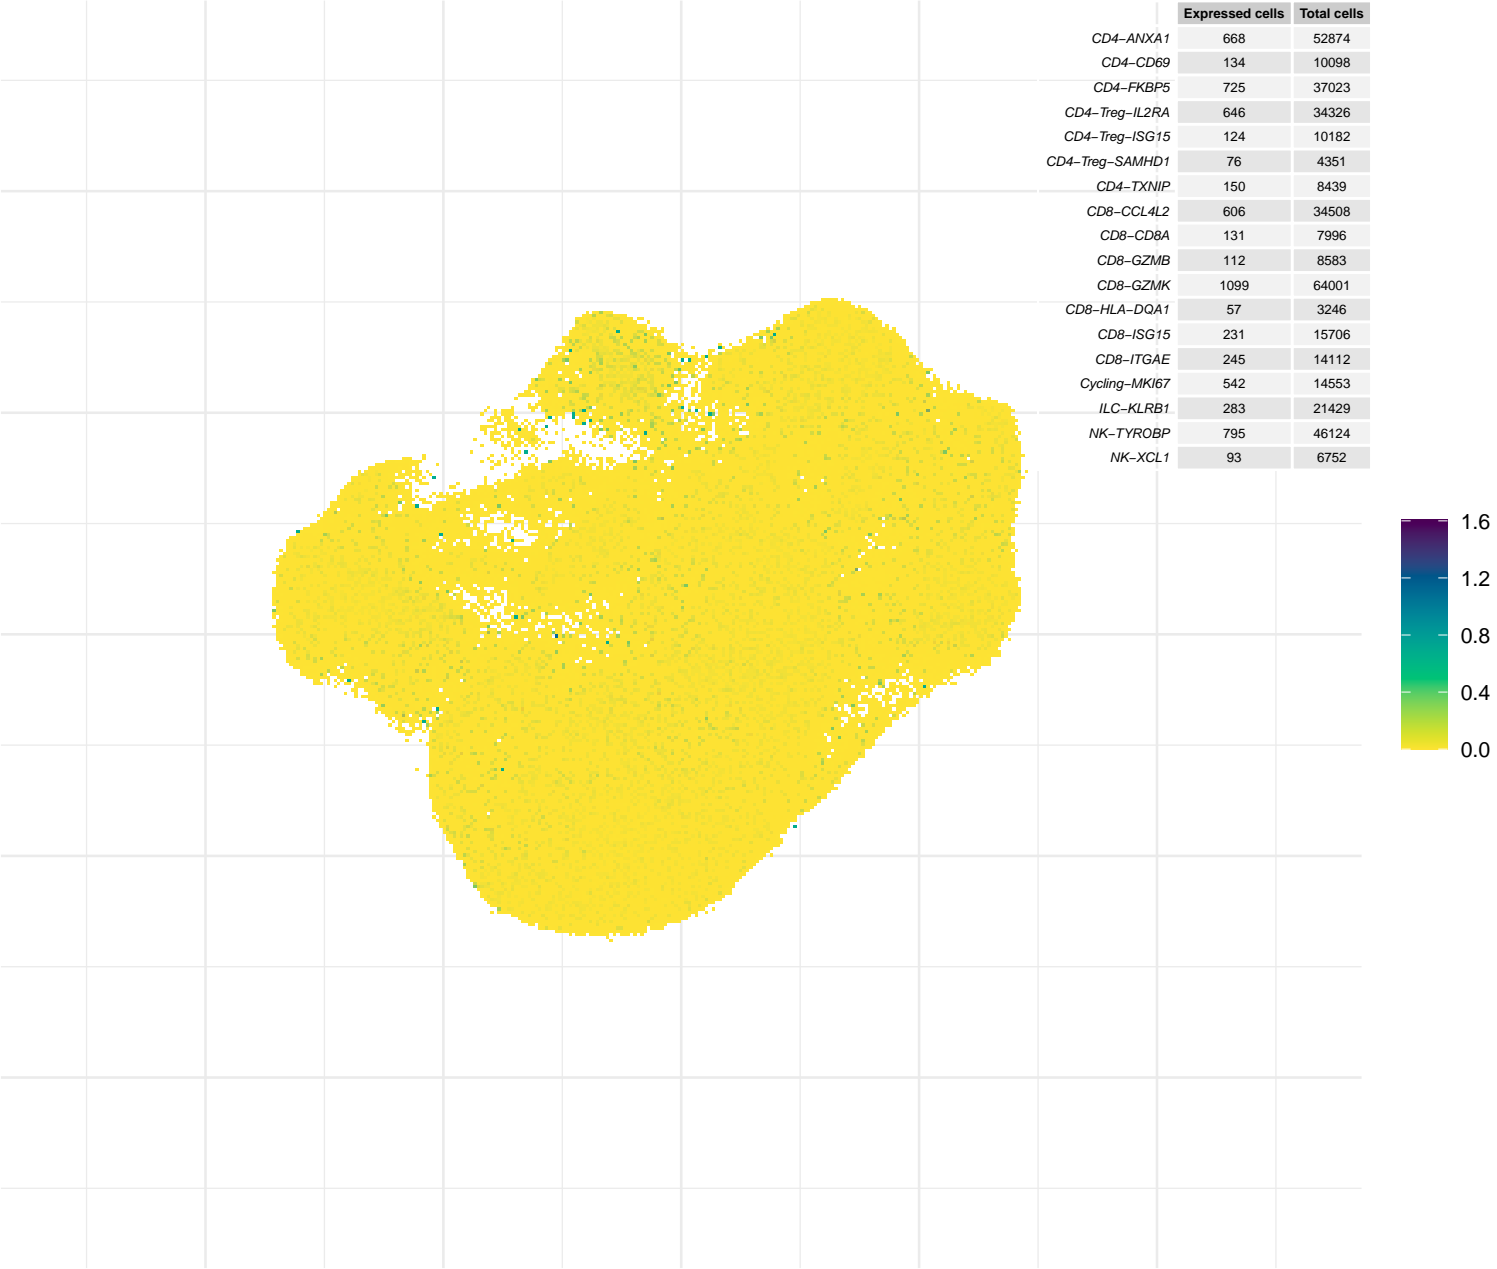 Expressed cells Total cells
CD4−ANXA1 668 52874
CD4−CD69 134 10098
CD4−FKBP5 725 37023
CD4−Treg−IL2RA 646 34326
CD4−Treg−ISG15 124 10182
CD4−Treg−SAMHD1 76 4351
CD4−TXNIP 150 8439
CD8−CCL4L2 606 34508
CD8−CD8A 131 7996
CD8−GZMB 112 8583
CD8−GZMK 1099 64001
CD8−HLA−DQA1 57 3246
CD8−ISG15 231 15706
CD8−ITGAE 245 14112
Cycling−MKI67 542 14553
ILC−KLRB1 283 21429
NK−TYROBP 795 46124
NK−XCL1 93 6752
1.6
1.2
0.8
0.4
0.0